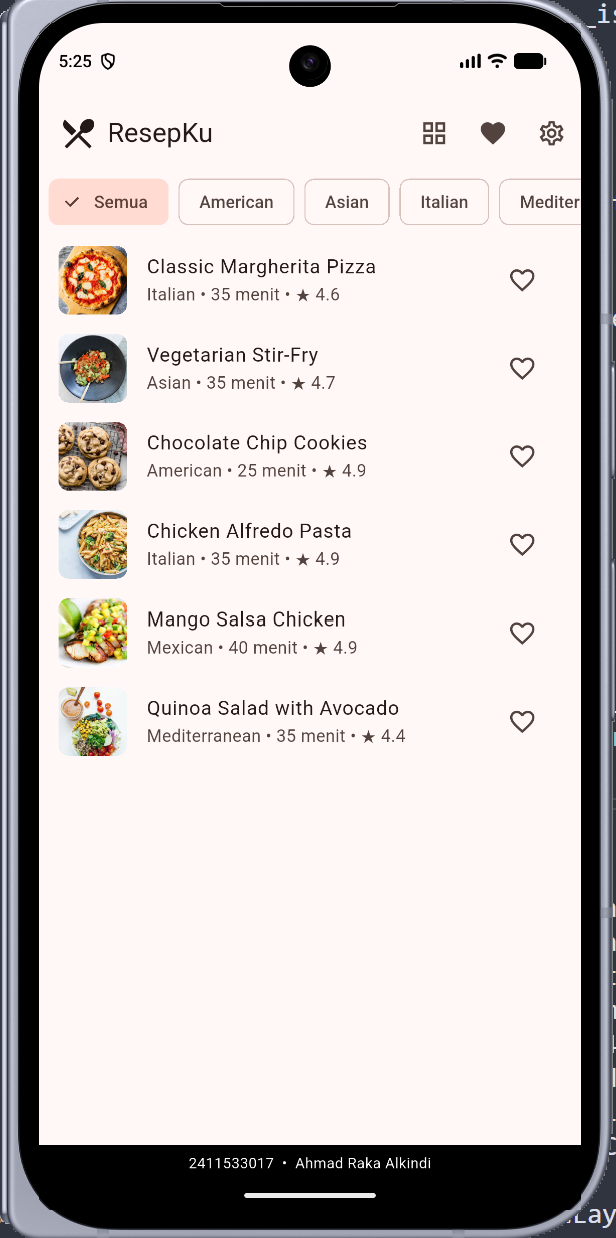 _is
5:25
ResepKu
Semua American Asian Italian Mediter
Classic Margherita Pizza
Italian • 35 menit • ★ 4.6
Vegetarian Stir-Fry
Asian • 35 menit • ★ 4.7
Chocolate Chip Cookies
American • 25 menit • ★ 4.9
Chicken Alfredo Pasta
Italian • 35 menit • ★ 4.9
Mango Salsa Chicken
Mexican • 40 menit • ★ 4.9
Quinoa Salad with Avocado
Mediterranean • 35 menit • ★ 4.4
2411533017 • Ahmad Raka Alkindi
Lay